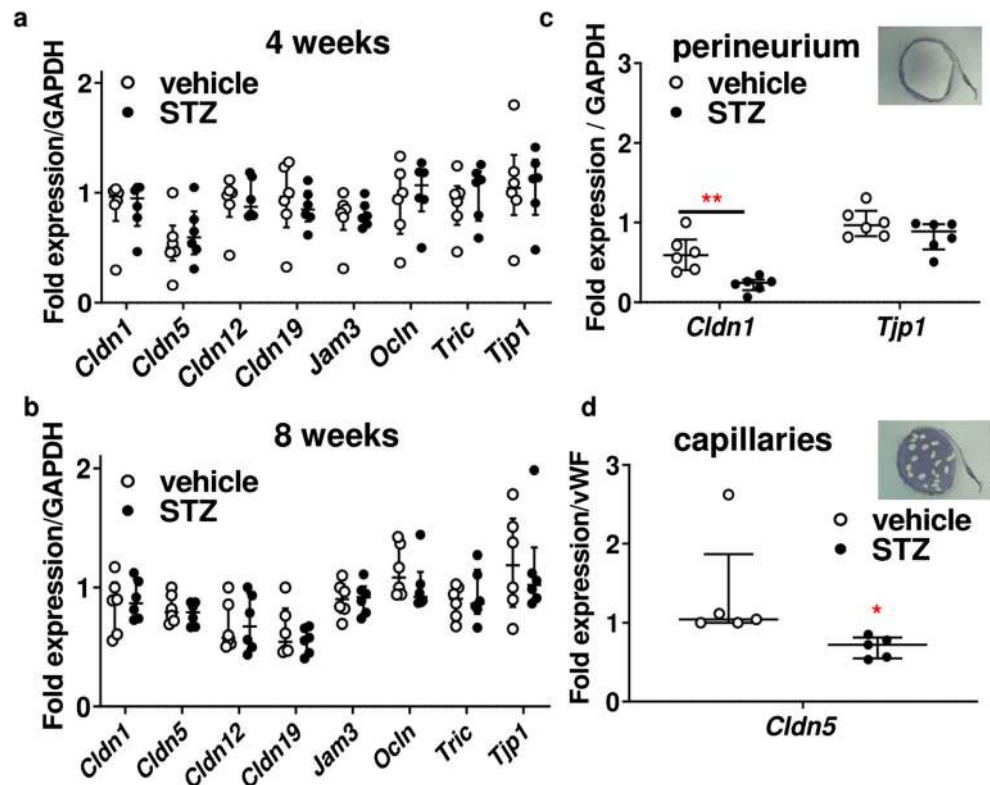 a
4 weeks
Fold expression/GAPDH
vehicle
STZ
2
1
0
Cldn1
Cldn5
Cldn12
Cldn19
Jam3
Ocln
Tric
Tjp1
b
8 weeks
Fold expression/GAPDH
vehicle
STZ
2
1
0
Cldn1
Cldn5
Cldn12
Cldn19
Jam3
Ocln
Tric
Tjp1
c
perineurium
Fold expression / GAPDH
vehicle
STZ
3
2
1
0
**
Cldn1
Tjp1
d
capillaries
Fold expression/vWF
vehicle
STZ
3
2
1
0
*
Cldn5